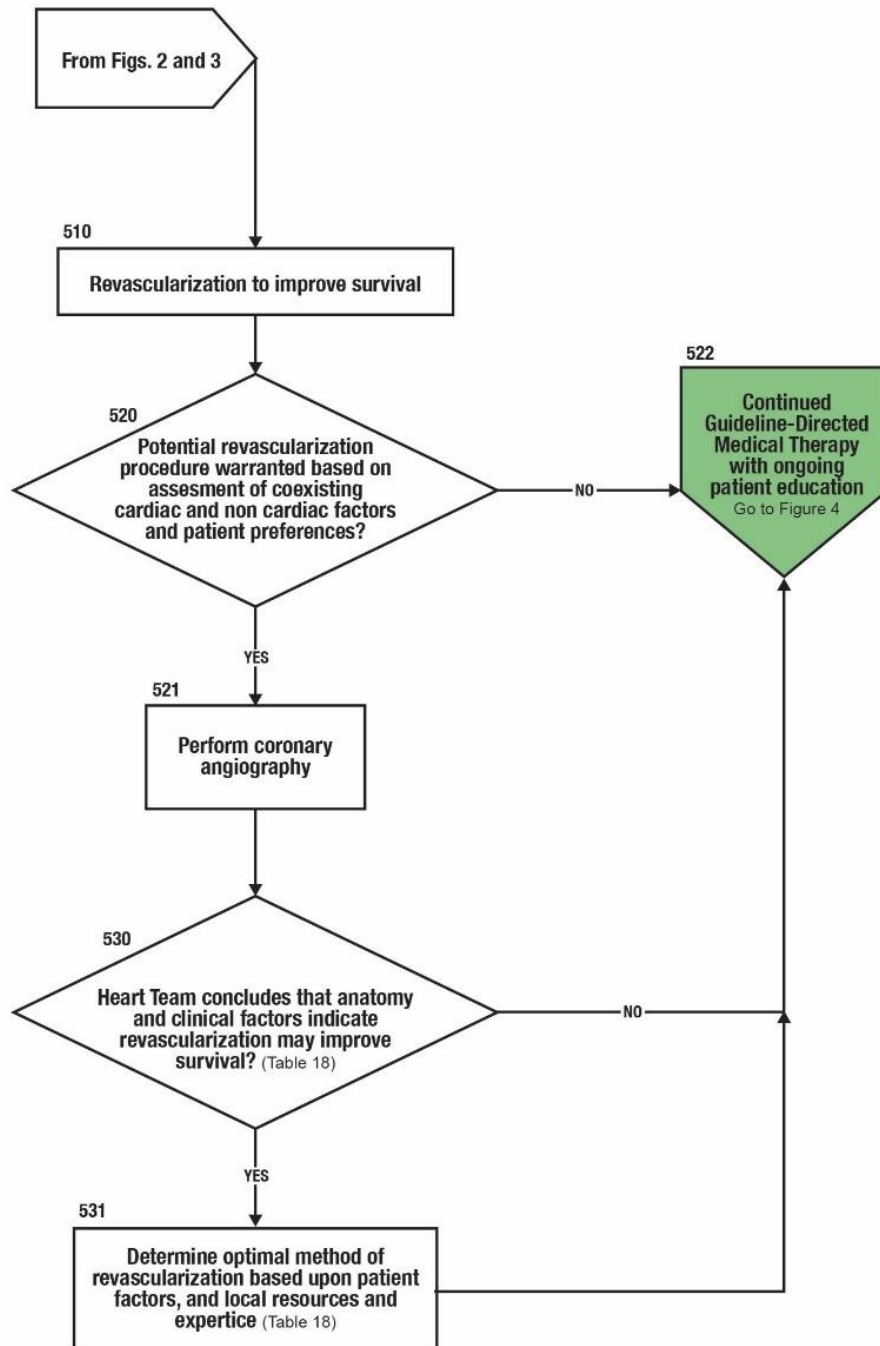 From Figs. 2 and 3
510
Revascularization to improve survival
520
Potential revascularization
procedure warranted based on
assesment of coexisting
cardiac and non cardiac factors
and patient preferences?
NO
522
Continued
Guideline-Directed
Medical Therapy
with ongoing
patient education
Go to Figure 4
YES
521
Perform coronary
angiography
530
Heart Team concludes that anatomy
and clinical factors indicate
revascularization may improve
survival? (Table 18)
NO
YES
531
Determine optimal method of
revascularization based upon patient
factors, and local resources and
expertice (Table 18)